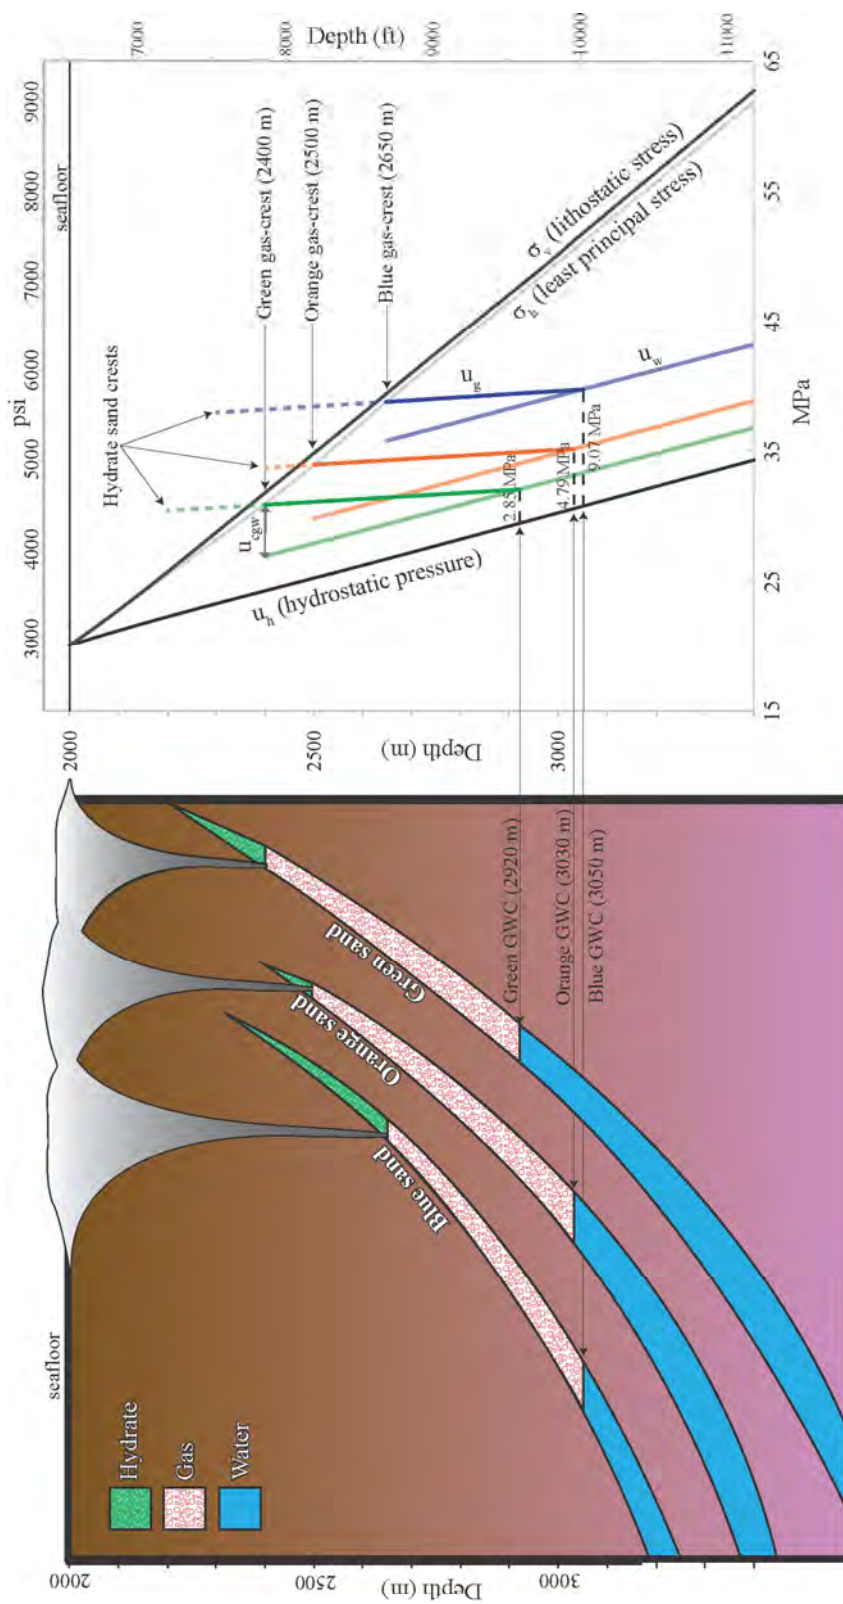 psi
3000
4000
5000
6000
7000
8000
9000
seafloor
Hydrate sand crests
Green gas-crest (2400 m)
Orange gas-crest (2500 m)
Blue gas-crest (2650 m)
σv (lithostatic stress)
σh (least principal stress)
ucgw
ug
uw
uh (hydrostatic pressure)
2.85 MPa
4.79 MPa
9.07 MPa
2000
2500
3000
Depth (m)
7000
8000
9000
10000
11000
Depth (ft)
15
25
35
45
55
65
MPa
seafloor
Hydrate
Gas
Water
Blue sand
Orange sand
Green sand
Green GWC (2920 m)
Orange GWC (3030 m)
Blue GWC (3050 m)
2000
2500
3000
Depth (m)